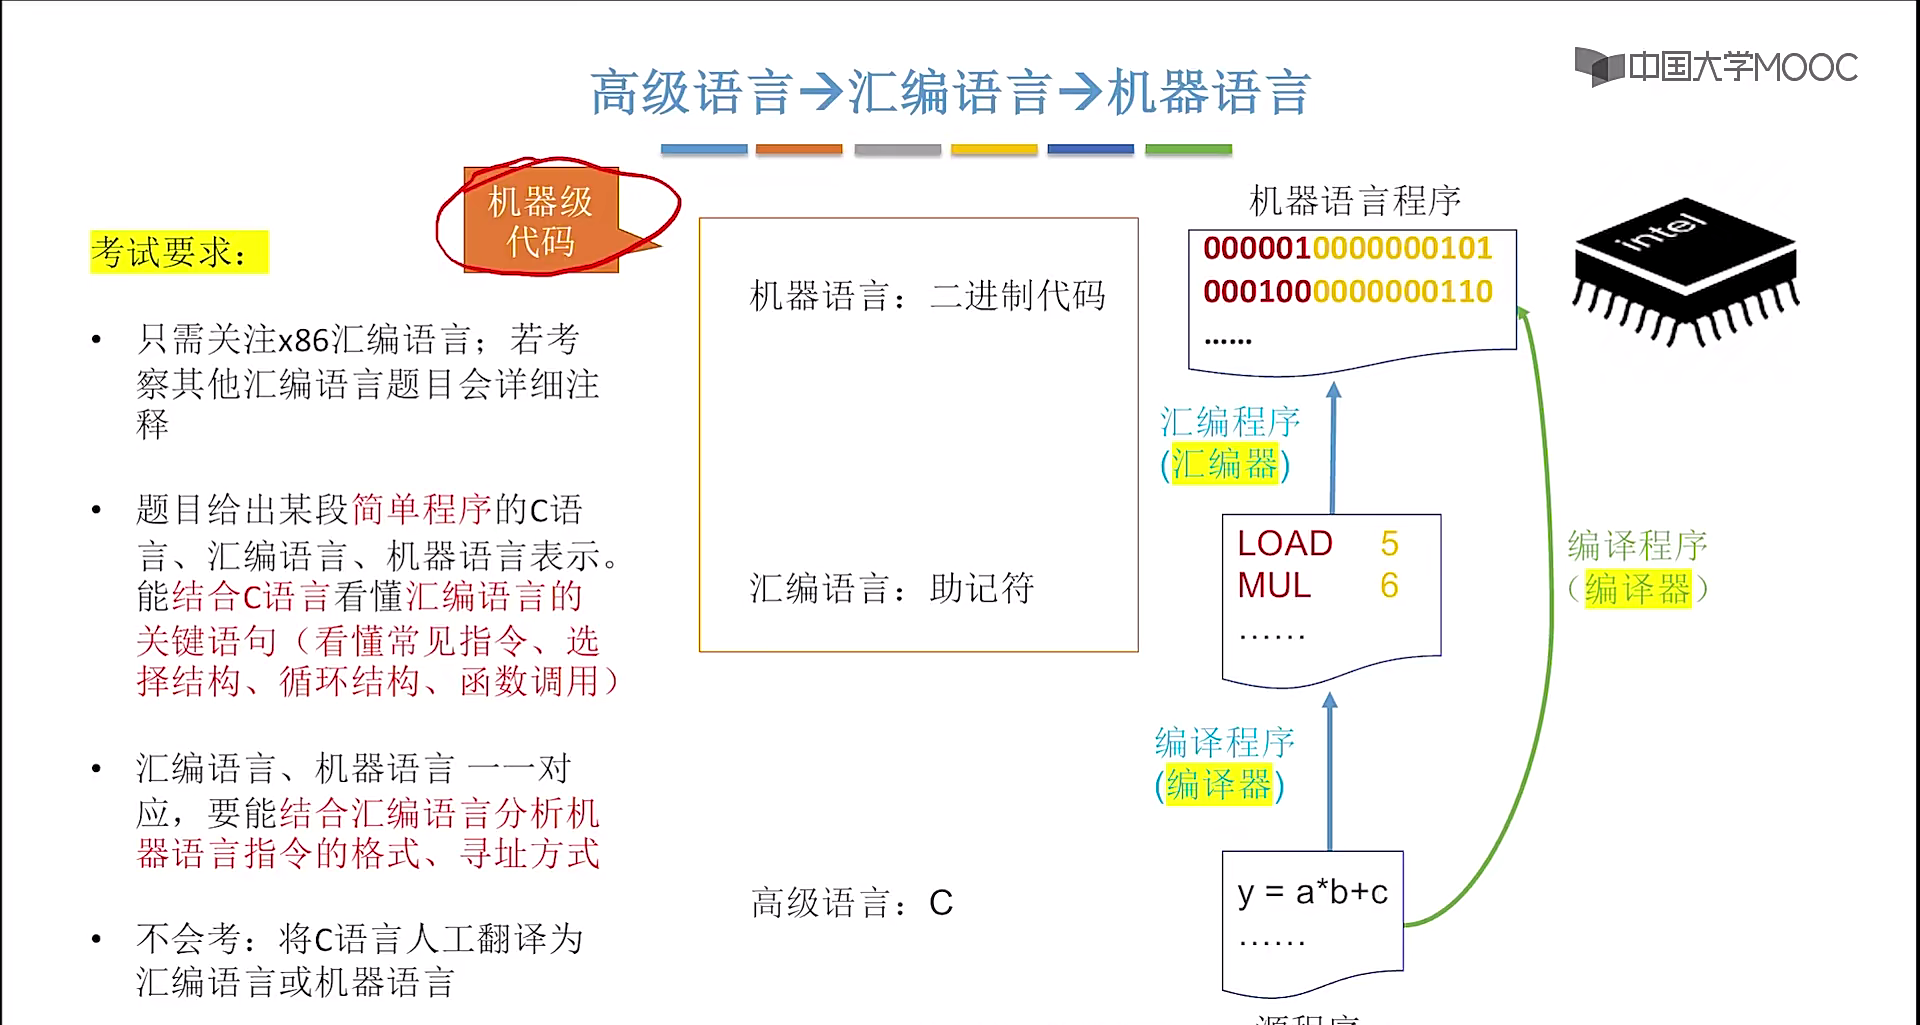 中国大学MOOC
高级语言→汇编语言→机器语言
机器级
代码
考试要求：
• 只需关注x86汇编语言；若考
察其他汇编语言题目会详细注
释
• 题目给出某段简单程序的C语
言、汇编语言、机器语言表示。
能结合C语言看懂汇编语言的
关键语句（看懂常见指令、选
择结构、循环结构、函数调用）
• 汇编语言、机器语言 一一对
应，要能结合汇编语言分析机
器语言指令的格式、寻址方式
• 不会考：将C语言人工翻译为
汇编语言或机器语言
机器语言：二进制代码
汇编语言：助记符
高级语言：C
机器语言程序
0000010000000101
0001000000000110
......
intel
汇编程序
(汇编器)
LOAD 5
MUL 6
......
编译程序
（编译器）
编译程序
(编译器)
y = a*b+c
......
源程序